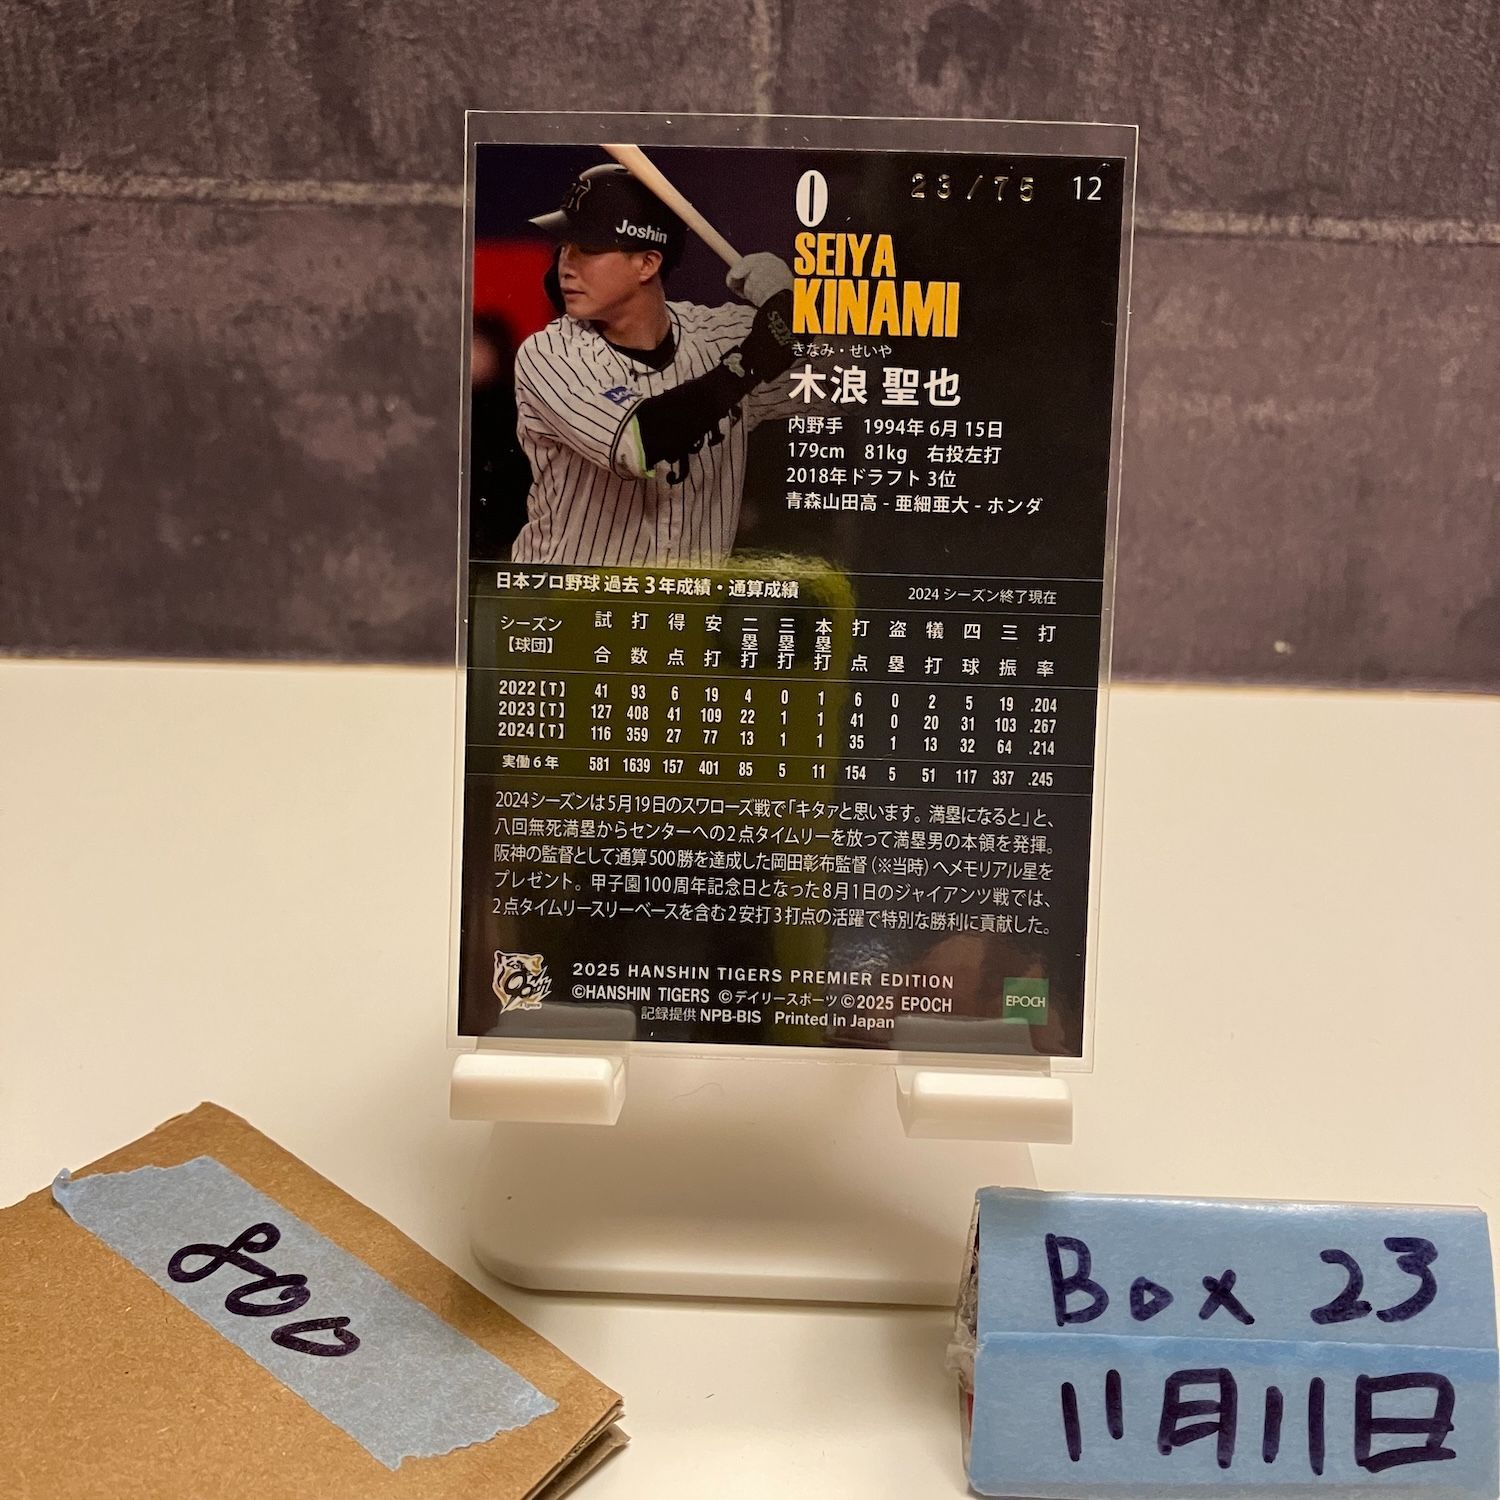 Joshin
0
23/75
12
SEIYA
KINAMI
きなみ・せいや
木浪 聖也
内野手 1994年 6月 15日
179cm 81kg 右投左打
2018年ドラフト 3位
青森山田高 - 亜細亜大 - ホンダ
日本プロ野球 過去 3 年成績・通算成績
2024 シーズン終了現在
シーズン【球団】 試合 打数 得点 安打 二塁打 三塁打 本塁打 打点 盗塁 犠打 四球 三振 打率
2022【T】 41 93 6 19 4 0 1 6 0 2 5 19 .204
2023【T】 127 408 41 109 22 1 1 41 0 20 31 103 .267
2024【T】 116 359 27 77 13 1 1 35 1 13 32 64 .214
実働 6 年 581 1639 157 401 85 5 11 154 5 51 117 337 .245
2024シーズンは5月19日のスワローズ戦で「キタァと思います。満塁になると」と、
八回無死満塁からセンターへの2点タイムリーを放って満塁男の本領を発揮。
阪神の監督として通算500勝を達成した岡田彰布監督（※当時）へメモリアル星を
プレゼント。甲子園100周年記念日となった8月1日のジャイアンツ戦では、
2点タイムリースリーベースを含む2安打3打点の活躍で特別な勝利に貢献した。
2025 HANSHIN TIGERS PREMIER EDITION
©HANSHIN TIGERS ©デイリースポーツ ©2025 EPOCH
記録提供 NPB-BIS Printed in Japan
EPOCH
800
Box 23
11月11日